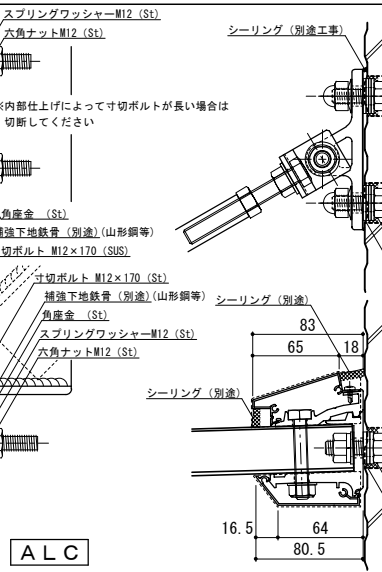 スプリングワッシャーM12 (St)
六角ナットM12 (St)
シーリング (別途工事)
※内部仕上げによって寸切ボルトが長い場合は
切断してください
角座金 (St)
補強下地鉄骨 (別途)(山形鋼等)
寸切ボルト M12×170 (SUS)
寸切ボルト M12×170 (St)
補強下地鉄骨 (別途)(山形鋼等)
角座金 (St)
スプリングワッシャーM12 (St)
六角ナットM12 (St)
シーリング (別途)
83
65
18
シーリング (別途)
16.5
64
80.5
ALC